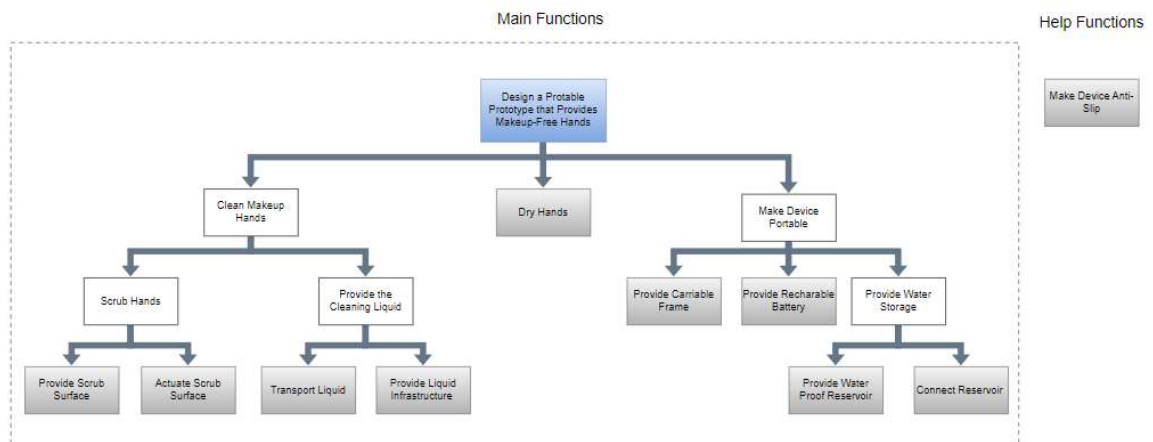 Main Functions
Help Functions
Design a Protable
Prototype that Provides
Makeup-Free Hands
Make Device Anti-
Slip
Clean Makeup
Hands
Dry Hands
Make Device
Portable
Scrub Hands
Provide the
Cleaning Liquid
Provide Carriable
Frame
Provide Recharable
Battery
Provide Water
Storage
Provide Scrub
Surface
Actuate Scrub
Surface
Transport Liquid
Provide Liquid
Infrastructure
Provide Water
Proof Reservoir
Connect Reservoir